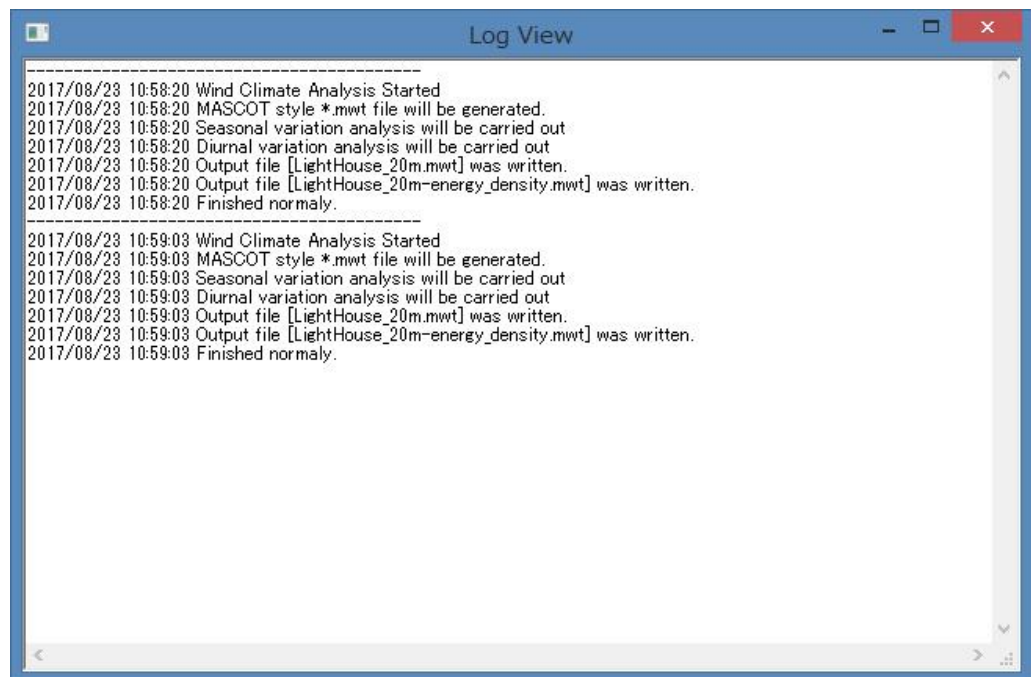 Log View
------------------------------------------
2017/08/23 10:58:20 Wind Climate Analysis Started
2017/08/23 10:58:20 MASCOT style *.mwt file will be generated.
2017/08/23 10:58:20 Seasonal variation analysis will be carried out
2017/08/23 10:58:20 Diurnal variation analysis will be carried out
2017/08/23 10:58:20 Output file [LightHouse_20m.mwt] was written.
2017/08/23 10:58:20 Output file [LightHouse_20m-energy_density.mwt] was written.
2017/08/23 10:58:20 Finished normaly.
------------------------------------------
2017/08/23 10:59:03 Wind Climate Analysis Started
2017/08/23 10:59:03 MASCOT style *.mwt file will be generated.
2017/08/23 10:59:03 Seasonal variation analysis will be carried out
2017/08/23 10:59:03 Diurnal variation analysis will be carried out
2017/08/23 10:59:03 Output file [LightHouse_20m.mwt] was written.
2017/08/23 10:59:03 Output file [LightHouse_20m-energy_density.mwt] was written.
2017/08/23 10:59:03 Finished normaly.